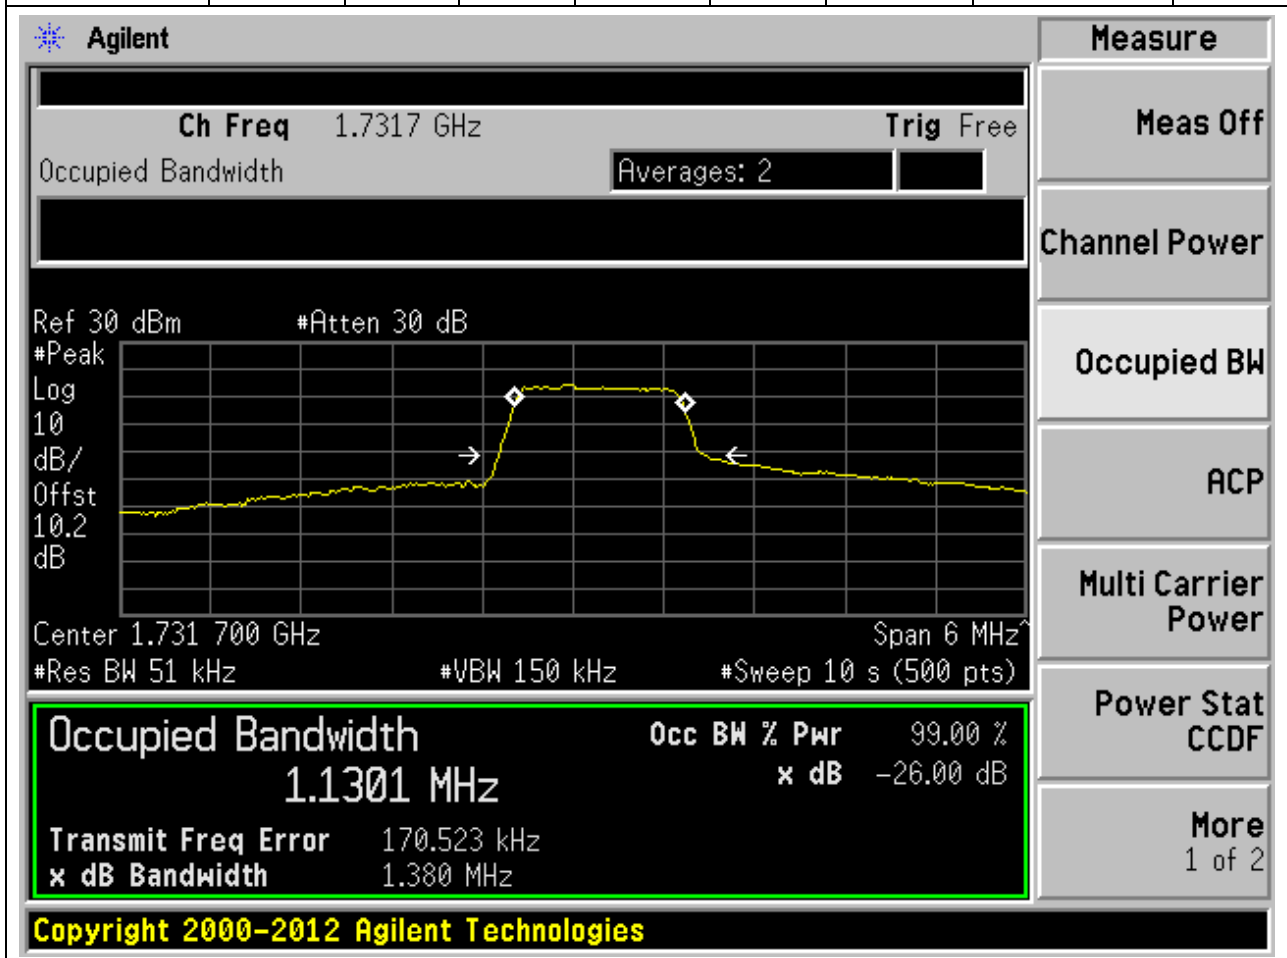 Agilent
Measure
Ch Freq 1.7317 GHz Trig Free
Occupied Bandwidth Averages: 2
Ref 30 dBm #Atten 30 dB
#Peak
Log
10
dB/
Offst
10.2
dB
Center 1.731 700 GHz Span 6 MHz^
#Res BW 51 kHz #VBW 150 kHz #Sweep 10 s (500 pts)
Occupied Bandwidth Occ BW % Pwr 99.00 %
1.1301 MHz x dB -26.00 dB
Transmit Freq Error 170.523 kHz
x dB Bandwidth 1.380 MHz
Copyright 2000-2012 Agilent Technologies
Meas Off
Channel Power
Occupied BW
ACP
Multi Carrier
Power
Power Stat
CCDF
More
1 of 2